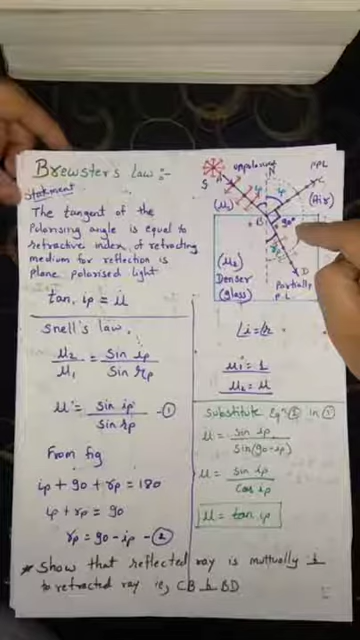 Brewster's Law :-
Statement
The tangent of the
Polarising angle is equal to
refractive index of refracting
medium for reflection is
plane polarised light
tan ip = μ
Snell's law,
μ2/μ1 = Sin ip/Sin rp
μ = Sin ip/Sin rp -①
From fig
ip + 90 + rp = 180
ip + rp = 90
rp = 90 - ip -②
unpolarised
N
S
A
PPL
C
(μ1)
(Air)
B
90°
(μ2)
Denser
(glass)
D
Partially
P.L
μ1 = 1
μ2 = μ
Substitute Eqn ② in ①
μ = Sin ip/Sin(90-ip)
μ = Sin ip/Cos ip
μ = tan ip
* Show that reflected ray is mutually ⊥
to refracted ray ie, CB ⊥ BD